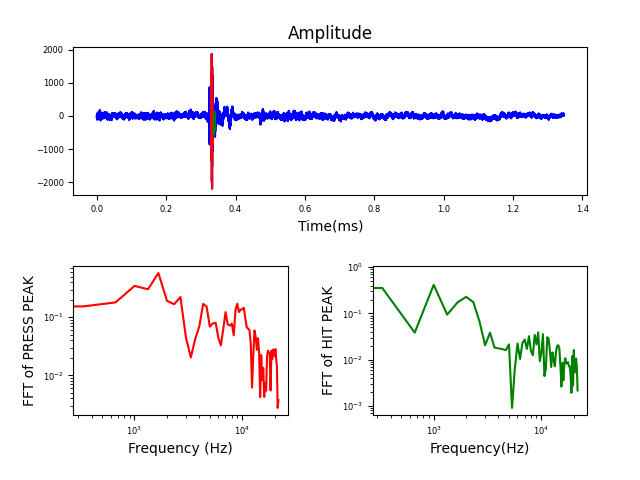 Amplitude
2000
1000
0
−1000
−2000
0.0 0.2 0.4 0.6 0.8 1.0 1.2 1.4
Time(ms)
FFT of PRESS PEAK
10⁻¹
10⁻²
10³ 10⁴
Frequency (Hz)
FFT of HIT PEAK
10⁰
10⁻¹
10⁻²
10⁻³
10³ 10⁴
Frequency(Hz)